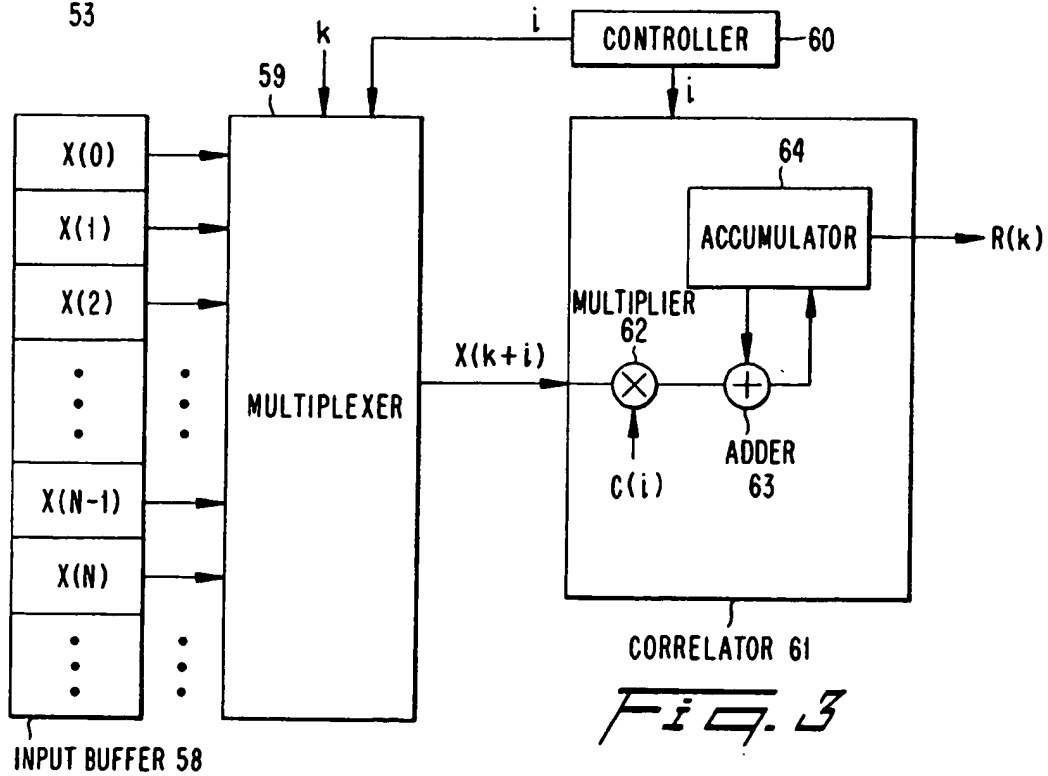 53
k
i
CONTROLLER
60
59
i
X(0)
X(1)
X(2)
X(N-1)
X(N)
INPUT BUFFER 58
MULTIPLEXER
X(k+i)
64
ACCUMULATOR
R(k)
MULTIPLIER
62
C(i)
ADDER
63
CORRELATOR 61
Fig. 3